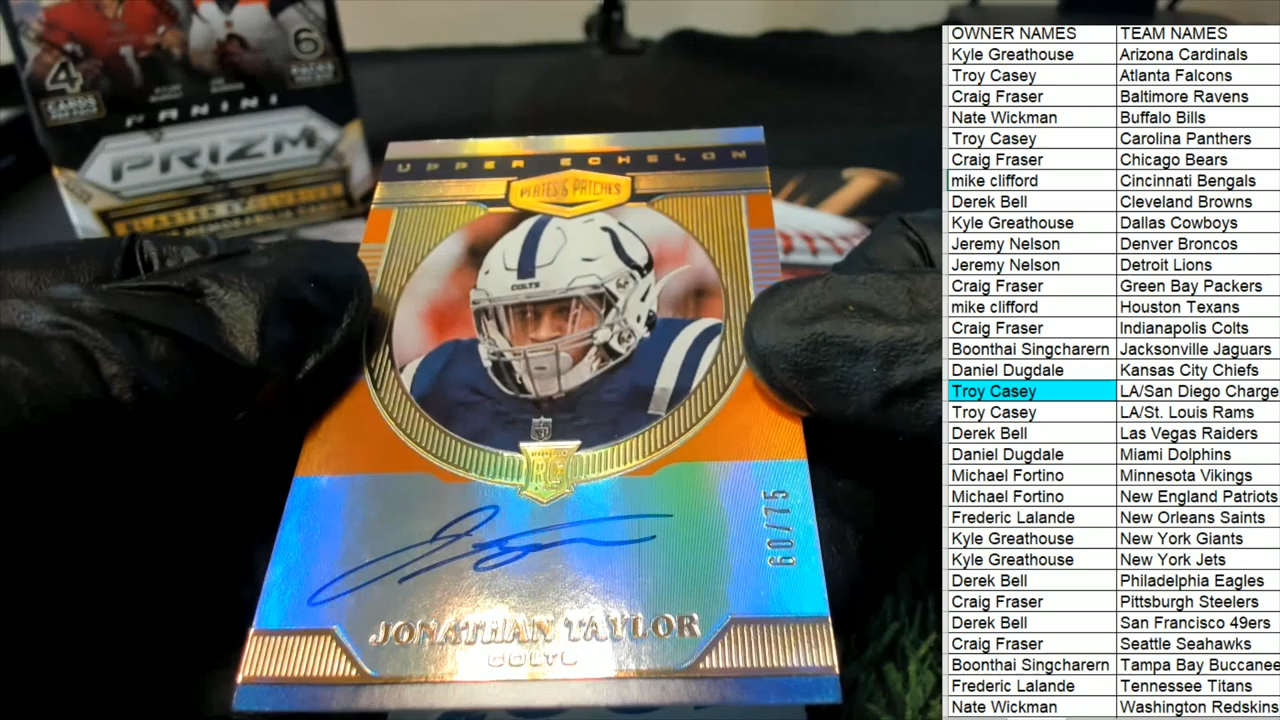 4
CARDS
6
PACKS
PANINI
PRIZM
UPPER ECHELON
PLATES & PATCHES
COLTS
NFL
RC
60/75
JONATHAN TAYLOR
COLTS
OWNER NAMES TEAM NAMES
Kyle Greathouse Arizona Cardinals
Troy Casey Atlanta Falcons
Craig Fraser Baltimore Ravens
Nate Wickman Buffalo Bills
Troy Casey Carolina Panthers
Craig Fraser Chicago Bears
mike clifford Cincinnati Bengals
Derek Bell Cleveland Browns
Kyle Greathouse Dallas Cowboys
Jeremy Nelson Denver Broncos
Jeremy Nelson Detroit Lions
Craig Fraser Green Bay Packers
mike clifford Houston Texans
Craig Fraser Indianapolis Colts
Boonthai Singcharern Jacksonville Jaguars
Daniel Dugdale Kansas City Chiefs
Troy Casey LA/San Diego Charge
Troy Casey LA/St. Louis Rams
Derek Bell Las Vegas Raiders
Daniel Dugdale Miami Dolphins
Michael Fortino Minnesota Vikings
Michael Fortino New England Patriots
Frederic Lalande New Orleans Saints
Kyle Greathouse New York Giants
Kyle Greathouse New York Jets
Derek Bell Philadelphia Eagles
Craig Fraser Pittsburgh Steelers
Derek Bell San Francisco 49ers
Craig Fraser Seattle Seahawks
Boonthai Singcharern Tampa Bay Buccanee
Frederic Lalande Tennessee Titans
Nate Wickman Washington Redskins